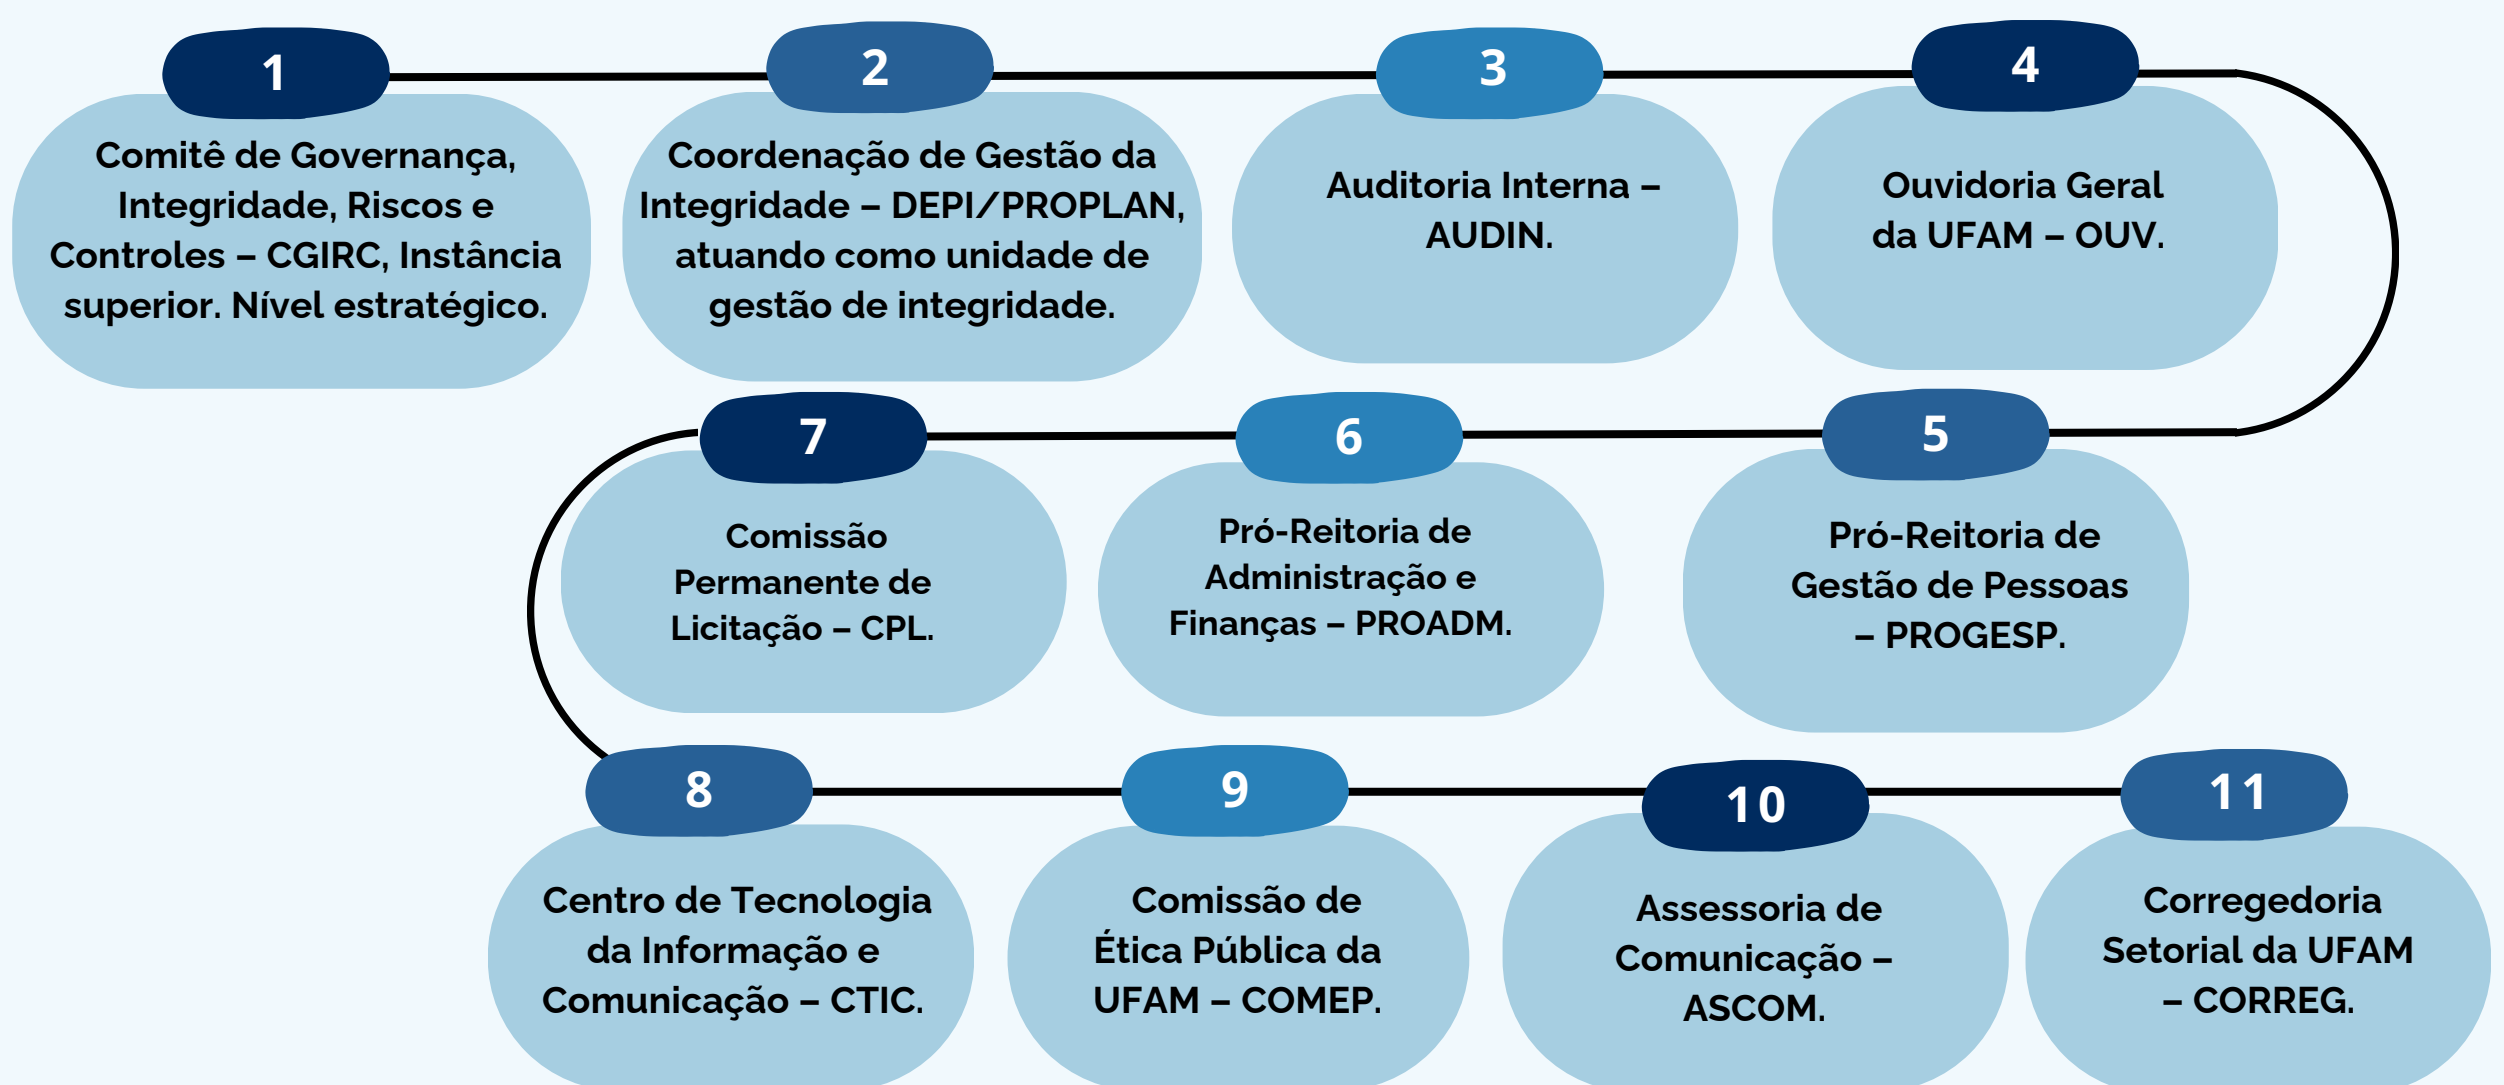 1
Comitê de Governança,
Integridade, Riscos e
Controles – CGIRC, Instância
superior. Nível estratégico.
2
Coordenação de Gestão da
Integridade – DEPI/PROPLAN,
atuando como unidade de
gestão de integridade.
3
Auditoria Interna –
AUDIN.
4
Ouvidoria Geral
da UFAM – OUV.
5
Pró-Reitoria de
Gestão de Pessoas
– PROGESP.
6
Pró-Reitoria de
Administração e
Finanças – PROADM.
7
Comissão
Permanente de
Licitação – CPL.
8
Centro de Tecnologia
da Informação e
Comunicação – CTIC.
9
Comissão de
Ética Pública da
UFAM – COMEP.
10
Assessoria de
Comunicação –
ASCOM.
11
Corregedoria
Setorial da UFAM
– CORREG.